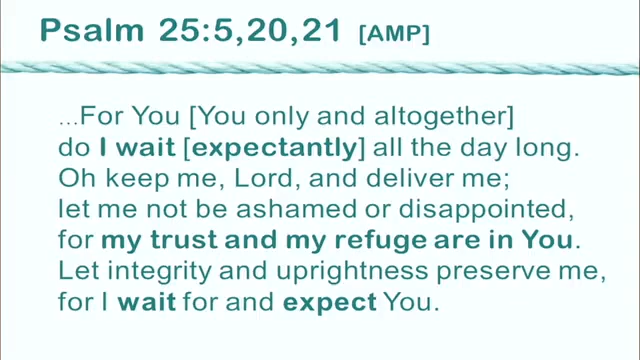 Psalm 25:5,20,21 [AMP]
...For You [You only and altogether]
do I wait [expectantly] all the day long.
Oh keep me, Lord, and deliver me;
let me not be ashamed or disappointed,
for my trust and my refuge are in You.
Let integrity and uprightness preserve me,
for I wait for and expect You.